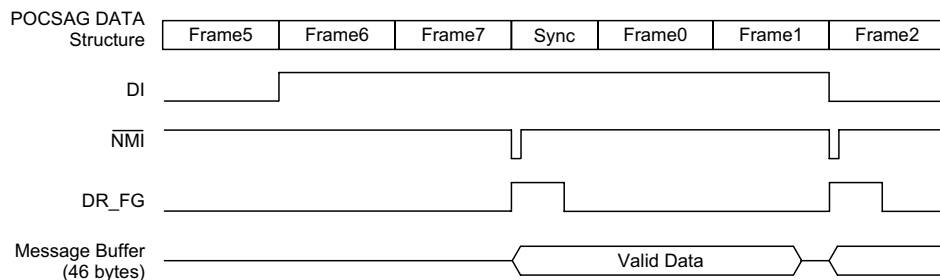 POCSAG DATA
Structure
Frame5 Frame6 Frame7 Sync Frame0 Frame1 Frame2
DI
NMI
DR_FG
Message Buffer
(46 bytes)
Valid Data